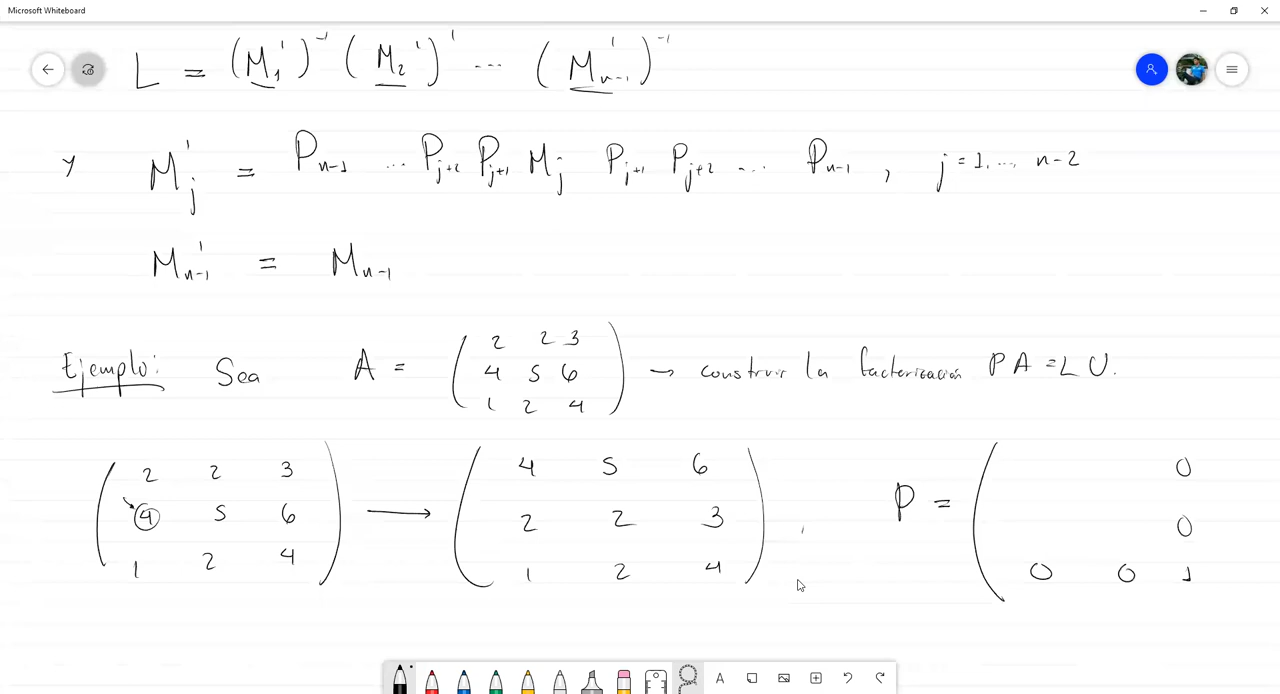 Microsoft Whiteboard
L = (M₁')⁻¹ (M₂')⁻¹ ... (Mₙ₋₁')⁻¹
y Mⱼ' = Pₙ₋₁ ... Pⱼ₊₂ Pⱼ₊₁ Mⱼ Pⱼ₊₁ Pⱼ₊₂ ... Pₙ₋₁ , j = 1, ... n-2
Mₙ₋₁' = Mₙ₋₁
2 2 3
Ejemplo: Sea A = 4 5 6 → construir la factorización PA = LU.
1 2 4
2 2 3 4 5 6 0
4 5 6 → 2 2 3 , P = 0
1 2 4 1 2 4 0 0 1
A